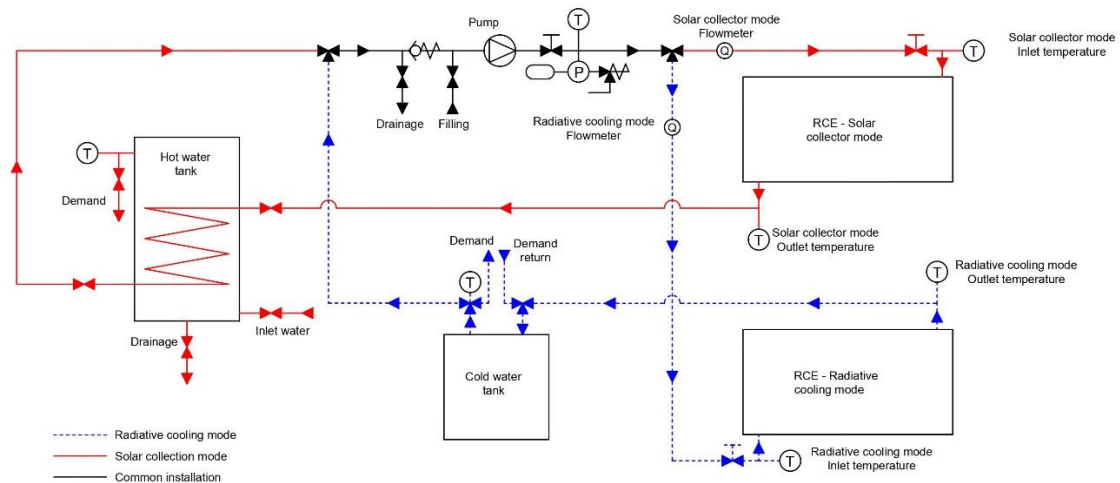 Pump
T
Solar collector mode
Flowmeter
Q
T
Solar collector mode
Inlet temperature
P
Drainage
Filling
Radiative cooling mode
Flowmeter
Q
RCE - Solar
collector mode
T
Hot water
tank
Demand
T
Solar collector mode
Outlet temperature
Demand
Demand
return
T
T
Radiative cooling mode
Outlet temperature
Inlet water
Drainage
Cold water
tank
RCE - Radiative
cooling mode
T
Radiative cooling mode
Inlet temperature
Radiative cooling mode
Solar collection mode
Common installation